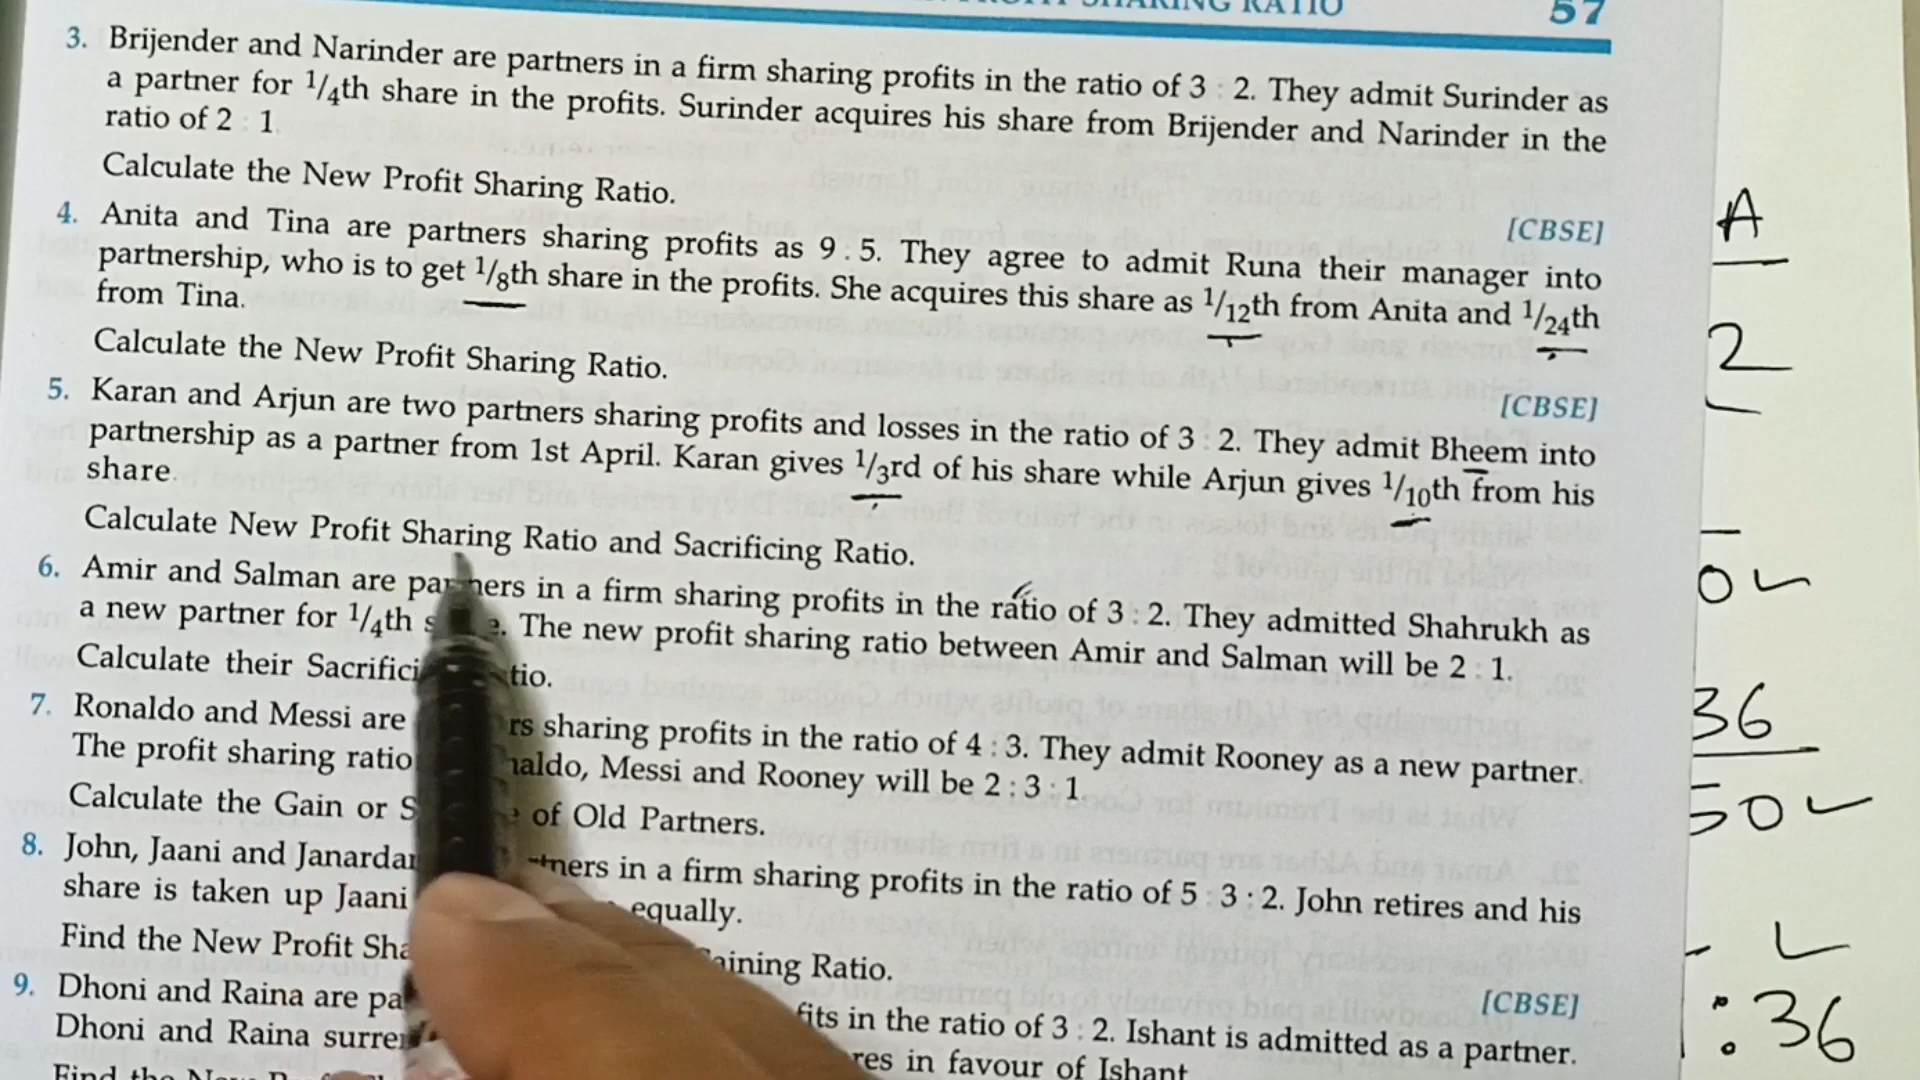 PROFIT SHARING RATIO 57
3. Brijender and Narinder are partners in a firm sharing profits in the ratio of 3 : 2. They admit Surinder as
a partner for 1/4th share in the profits. Surinder acquires his share from Brijender and Narinder in the
ratio of 2 : 1.
Calculate the New Profit Sharing Ratio.
[CBSE]
4. Anita and Tina are partners sharing profits as 9 : 5. They agree to admit Runa their manager into
partnership, who is to get 1/8th share in the profits. She acquires this share as 1/12th from Anita and 1/24th
from Tina.
Calculate the New Profit Sharing Ratio.
[CBSE]
5. Karan and Arjun are two partners sharing profits and losses in the ratio of 3 : 2. They admit Bheem into
partnership as a partner from 1st April. Karan gives 1/3rd of his share while Arjun gives 1/10th from his
share.
Calculate New Profit Sharing Ratio and Sacrificing Ratio.
6. Amir and Salman are partners in a firm sharing profits in the ratio of 3 : 2. They admitted Shahrukh as
a new partner for 1/4th The new profit sharing ratio between Amir and Salman will be 2 : 1.
Calculate their
7. Ronaldo and Messi are sharing profits in the ratio of 4 : 3. They admit Rooney as a new partner.
The profit sharing ratio Messi and Rooney will be 2 : 3 : 1.
Calculate the Gain or of Old Partners.
8. John, Jaani and in a firm sharing profits in the ratio of 5 : 3 : 2. John retires and his
share is taken up Jaani equally.
Find the New Profit Ratio.
[CBSE]
9. Dhoni and Raina are in the ratio of 3 : 2. Ishant is admitted as a partner.
Dhoni and Raina in favour of Ishant
A
2
0
36
50
: 36